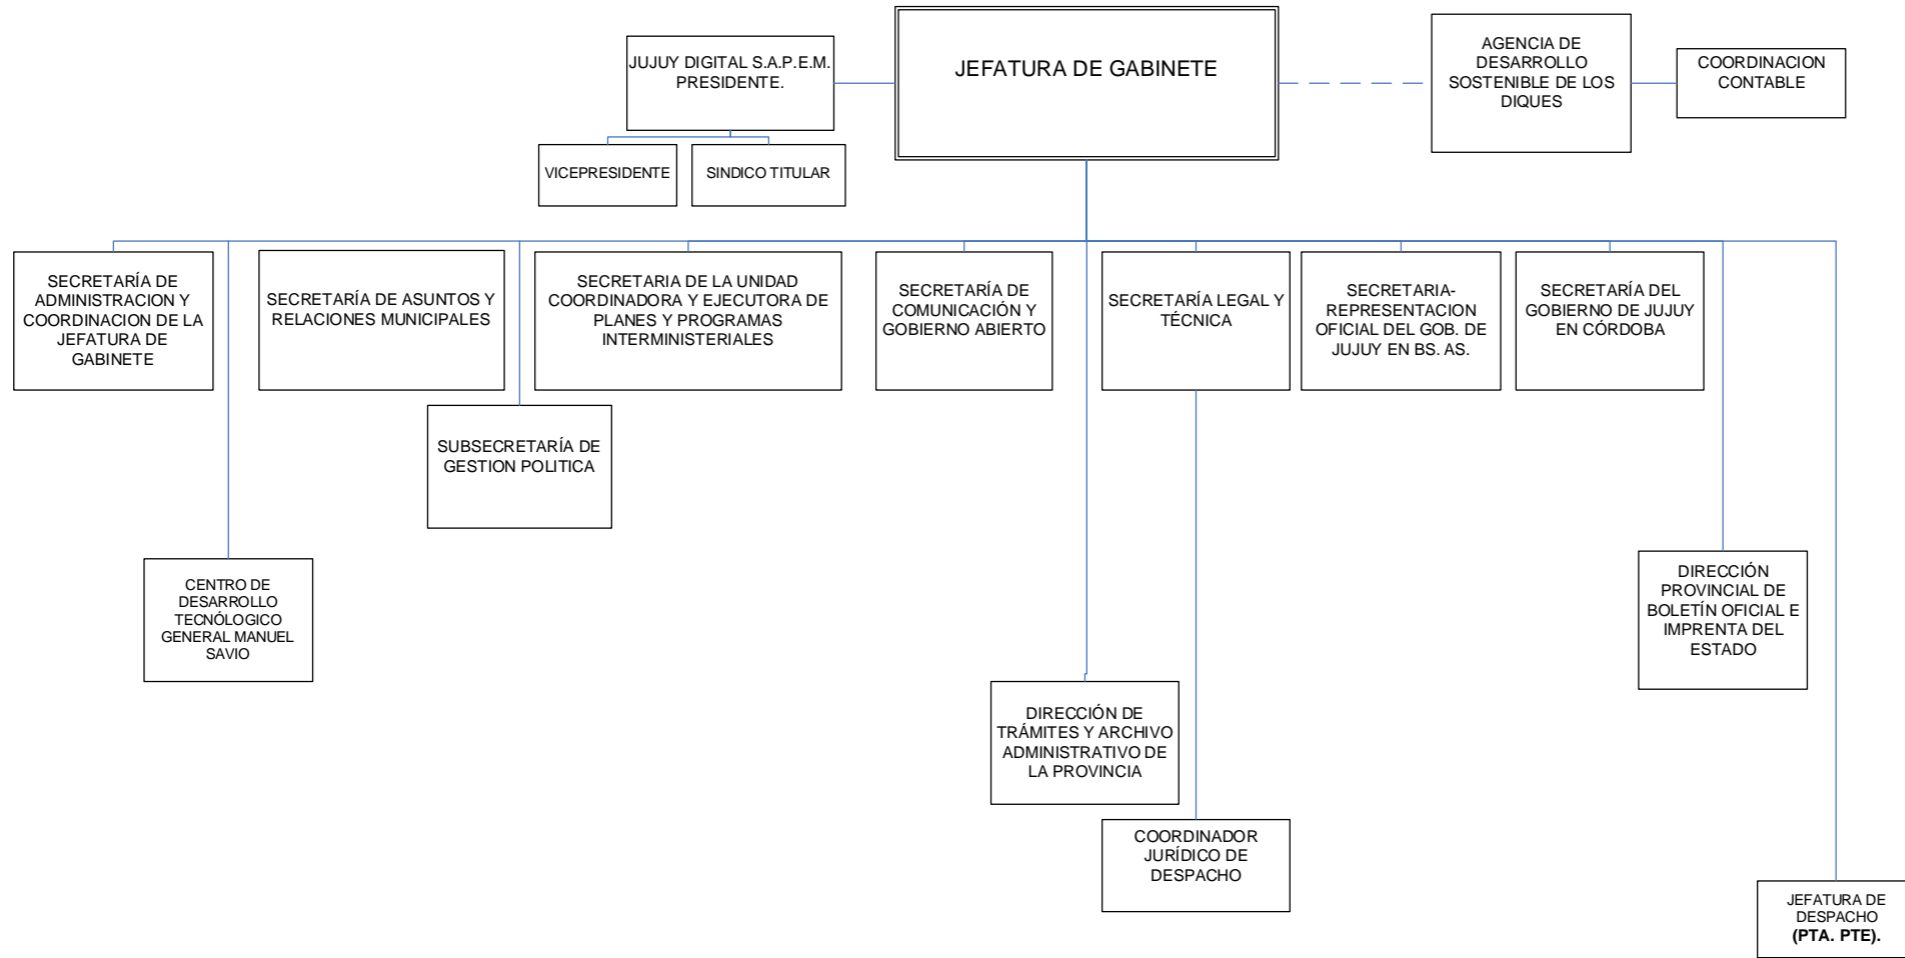 JUJUY DIGITAL S.A.P.E.M.
PRESIDENTE.
JEFATURA DE GABINETE
AGENCIA DE
DESARROLLO
SOSTENIBLE DE LOS
DIQUES
COORDINACION
CONTABLE
VICEPRESIDENTE
SINDICO TITULAR
SECRETARÍA DE
ADMINISTRACION Y
COORDINACION DE LA
JEFATURA DE
GABINETE
SECRETARÍA DE ASUNTOS Y
RELACIONES MUNICIPALES
SECRETARIA DE LA UNIDAD
COORDINADORA Y EJECUTORA DE
PLANES Y PROGRAMAS
INTERMINISTERIALES
SECRETARÍA DE
COMUNICACIÓN Y
GOBIERNO ABIERTO
SECRETARÍA LEGAL Y
TÉCNICA
SECRETARIA-
REPRESENTACION
OFICIAL DEL GOB. DE
JUJUY EN BS. AS.
SECRETARÍA DEL
GOBIERNO DE JUJUY
EN CÓRDOBA
SUBSECRETARÍA DE
GESTION POLITICA
CENTRO DE
DESARROLLO
TECNÓLOGICO
GENERAL MANUEL
SAVIO
DIRECCIÓN
PROVINCIAL DE
BOLETÍN OFICIAL E
IMPRENTA DEL
ESTADO
DIRECCIÓN DE
TRÁMITES Y ARCHIVO
ADMINISTRATIVO DE
LA PROVINCIA
COORDINADOR
JURÍDICO DE
DESPACHO
JEFATURA DE
DESPACHO
(PTA. PTE).